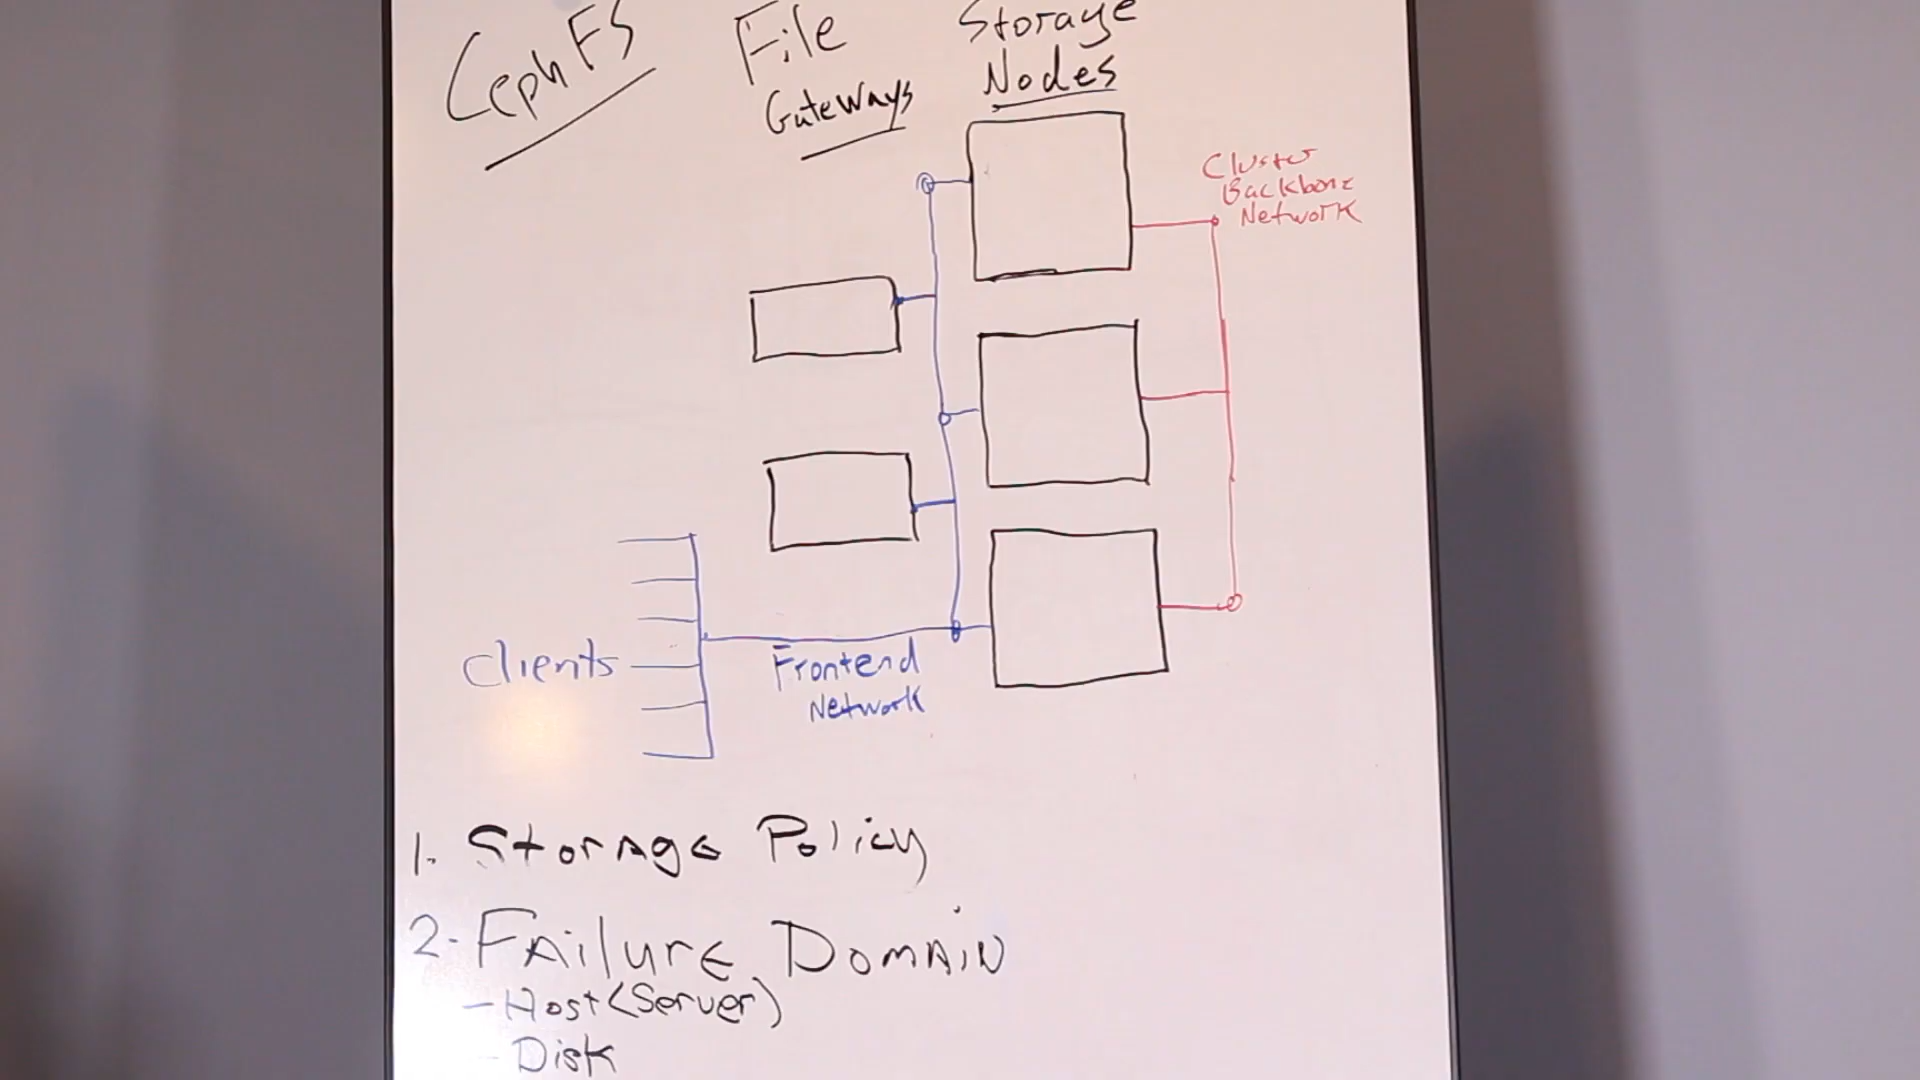 CephFS
File
Gateways
Storage
Nodes
Cluster
Backbone
Network
Clients
Frontend
Network
1. Storage Policy
2. Failure Domain
- Host (Server)
- Disk